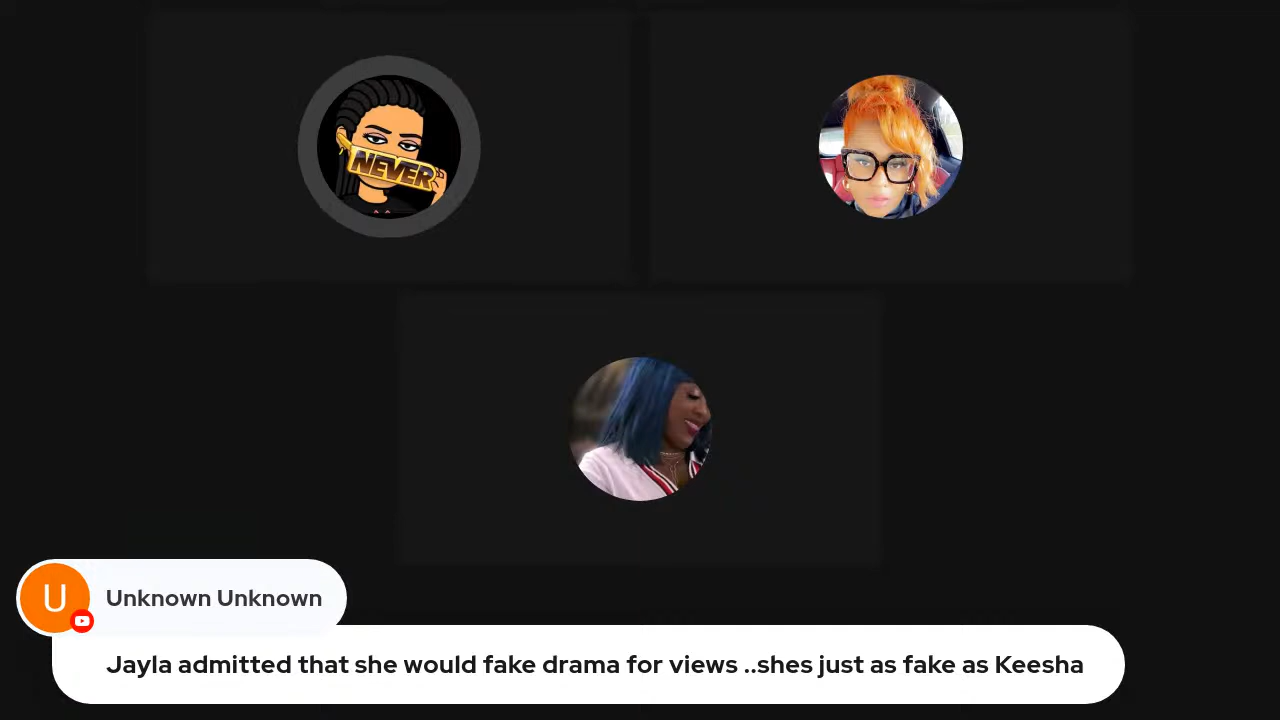 NEVER
U
Unknown Unknown
Jayla admitted that she would fake drama for views ..shes just as fake as Keesha